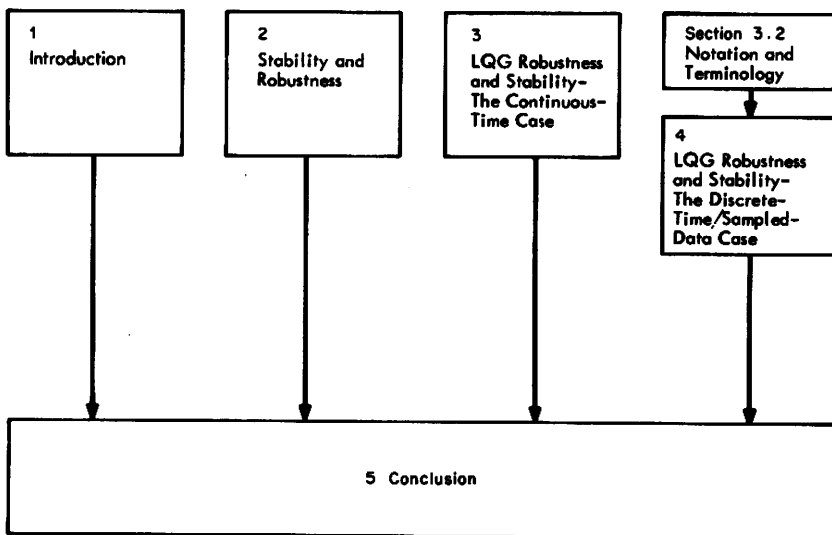 1
Introduction
2
Stability and
Robustness
3
LQG Robustness
and Stability-
The Continuous-
Time Case
Section 3.2
Notation and
Terminology
4
LQG Robustness
and Stability-
The Discrete-
Time/Sampled-
Data Case
5 Conclusion